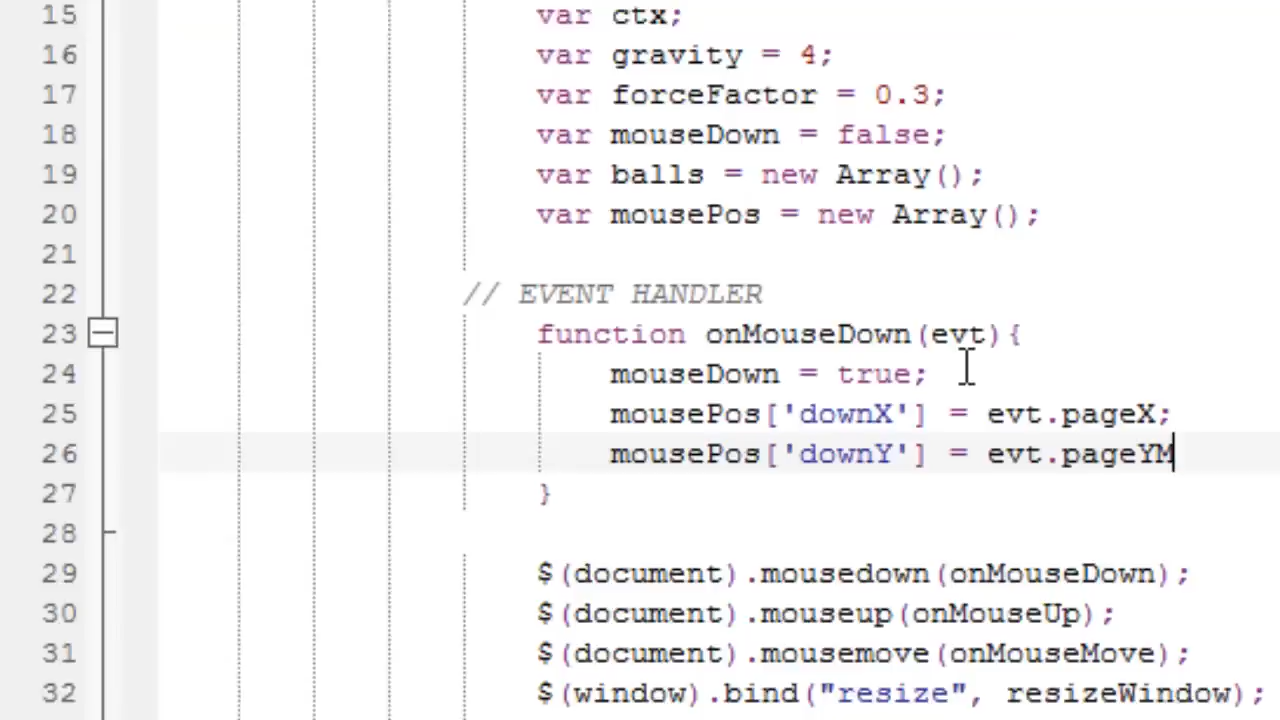 15 var ctx;
16 var gravity = 4;
17 var forceFactor = 0.3;
18 var mouseDown = false;
19 var balls = new Array();
20 var mousePos = new Array();
21
22 // EVENT HANDLER
23 function onMouseDown(evt){
24 mouseDown = true;
25 mousePos['downX'] = evt.pageX;
26 mousePos['downY'] = evt.pageYM
27 }
28
29 $(document).mousedown(onMouseDown);
30 $(document).mouseup(onMouseUp);
31 $(document).mousemove(onMouseMove);
32 $(window).bind("resize", resizeWindow);